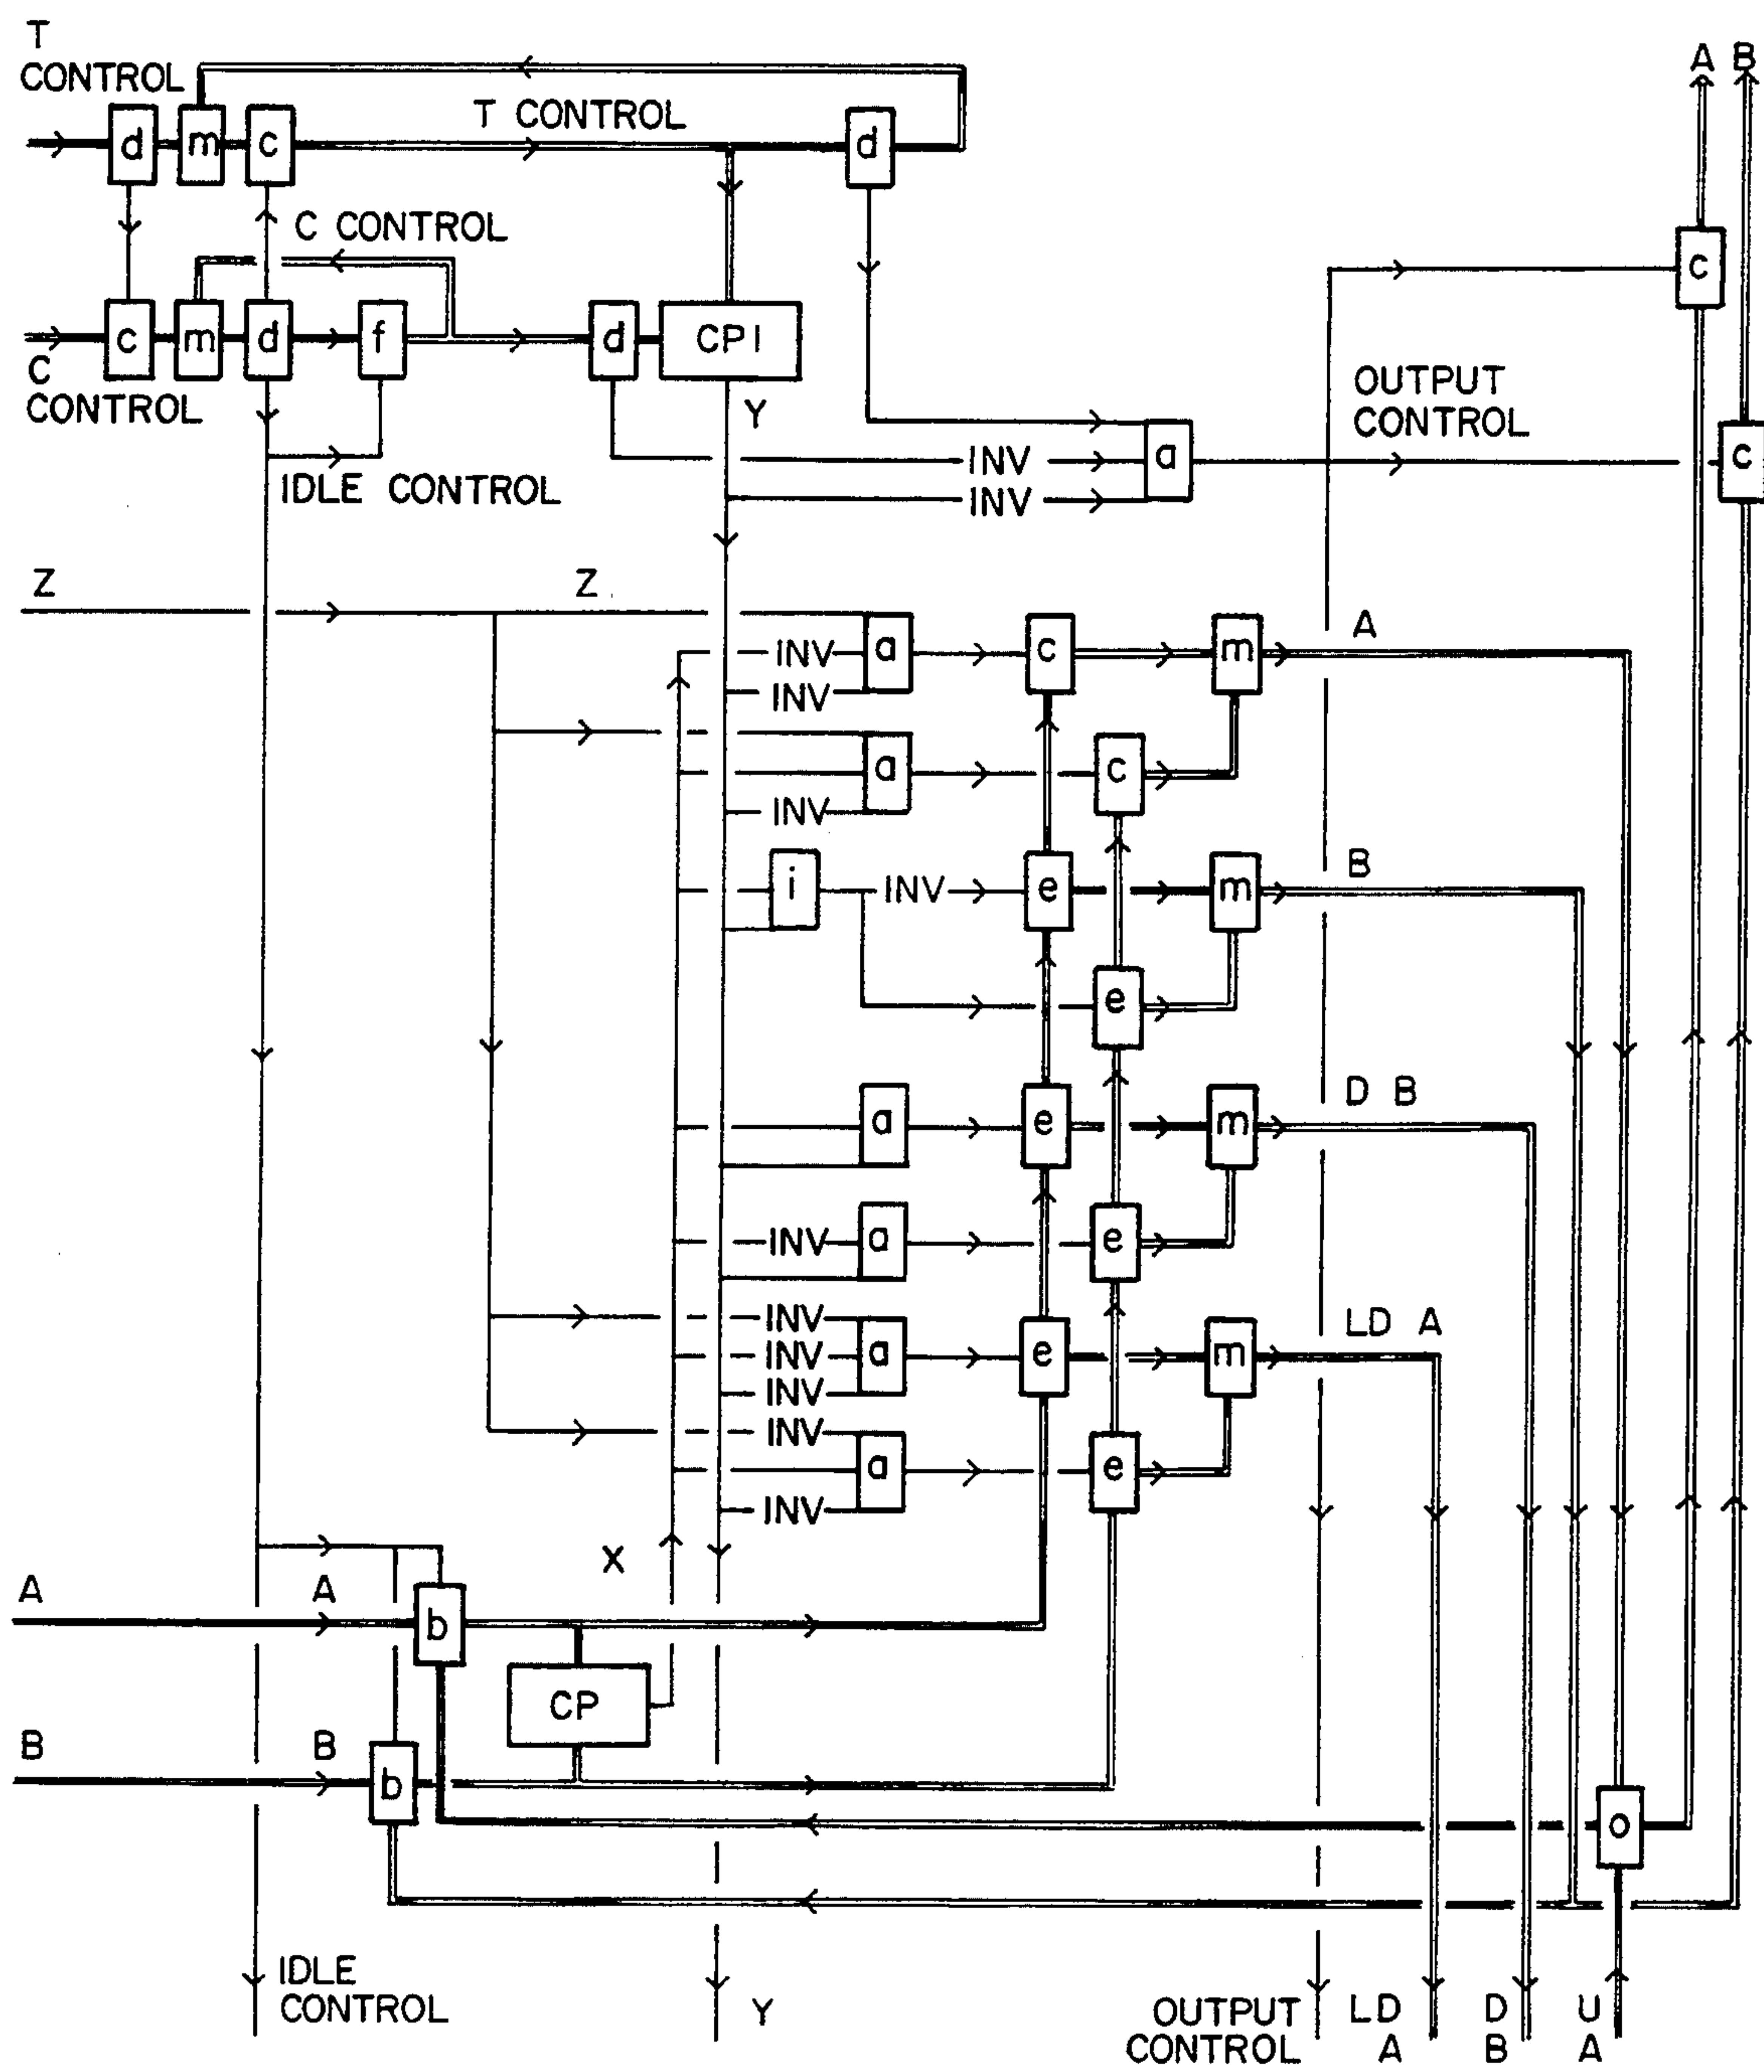 T
CONTROL
A B
d m c
T CONTROL
d
C CONTROL
c
c m d f
d
CPI
C
CONTROL
Y
OUTPUT
CONTROL
INV
a
c
IDLE CONTROL
INV
Z
Z
INV
a
c
m
A
INV
a
c
INV
i
INV
e
m
B
e
a
e
m
D B
INV
a
e
INV
INV
a
e
m
LD A
INV
INV
a
e
INV
X
A
A
b
CP
B
B
b
o
IDLE
CONTROL
Y
OUTPUT
CONTROL
LD
A
D
B
U
A